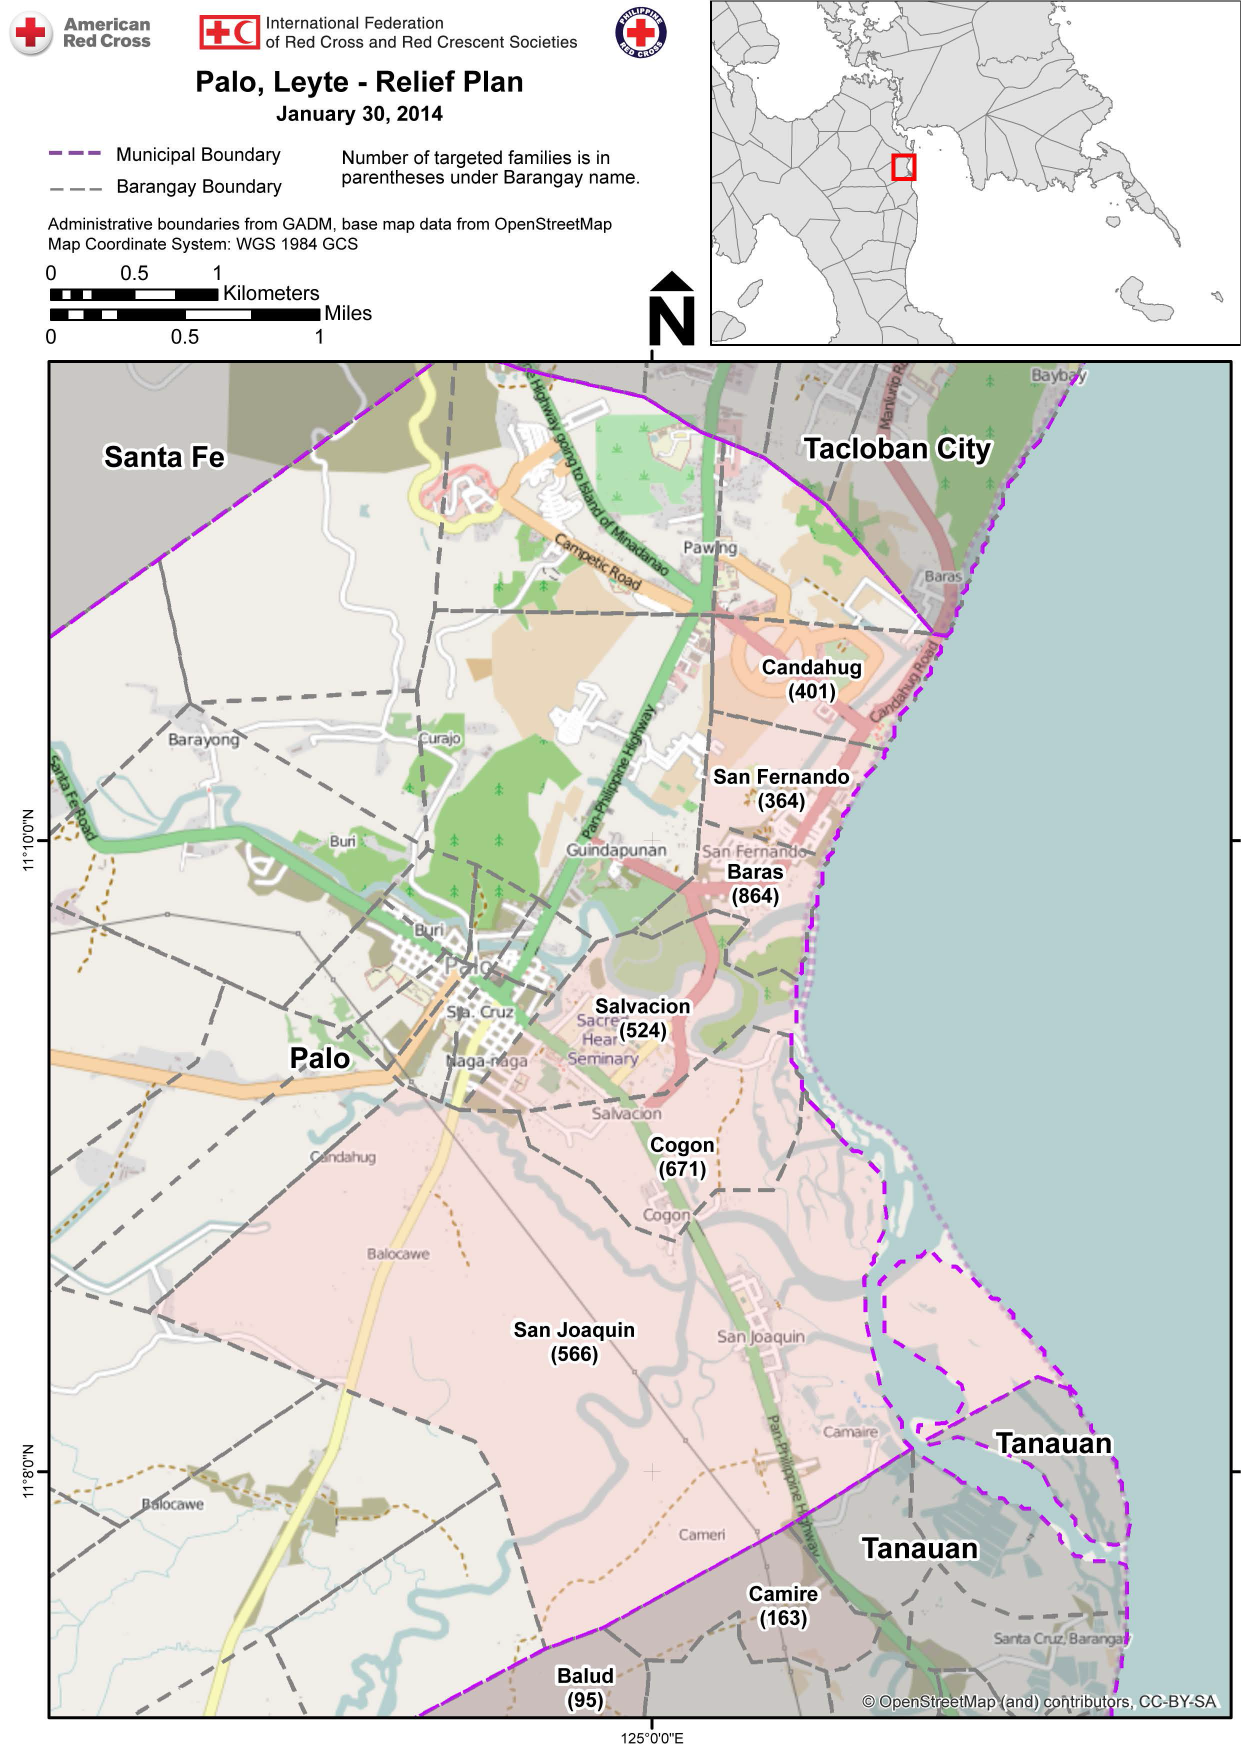 American
Red Cross
International Federation
of Red Cross and Red Crescent Societies
PHILIPPINE
RED CROSS
Palo, Leyte - Relief Plan
January 30, 2014
Municipal Boundary
Barangay Boundary
Number of targeted families is in
parentheses under Barangay name.
Administrative boundaries from GADM, base map data from OpenStreetMap
Map Coordinate System: WGS 1984 GCS
0 0.5 1
Kilometers
Miles
0 0.5 1
N
Baybay
Santa Fe
Tacloban City
Manlurip
Highway going to Island of Minadanao
Campetic Road
Pawing
Baras
Candahug
(401)
Candahug Road
Barayong
Curajo
Pan-Philippine Highway
San Fernando
(364)
Santa Fe Road
11°10'0"N
Buri
Guindapunan
San Fernando
Baras
(864)
Buri
Palo
Salvacion
(524)
Sta. Cruz
Sacred
Hear
Seminary
Palo
Naga-naga
Salvacion
Cogon
(671)
Candahug
Cogon
Balocawe
San Joaquin
(566)
San Joaquin
Camaire
Pan-Philippine Highway
Tanauan
11°8'0"N
Balocawe
Cameri
Tanauan
Camire
(163)
Santa Cruz, Barangay
Balud
(95)
© OpenStreetMap (and) contributors, CC-BY-SA
125°0'0"E